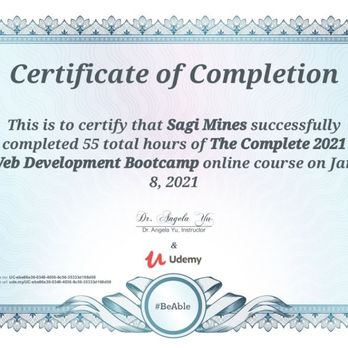 Certificate of Completion
This is to certify that Sagi Mines successfully
completed 55 total hours of The Complete 2021
Web Development Bootcamp online course on Jan
8, 2021
Dr. Angela Yu
Dr. Angela Yu, Instructor
&
Udemy
#BeAble